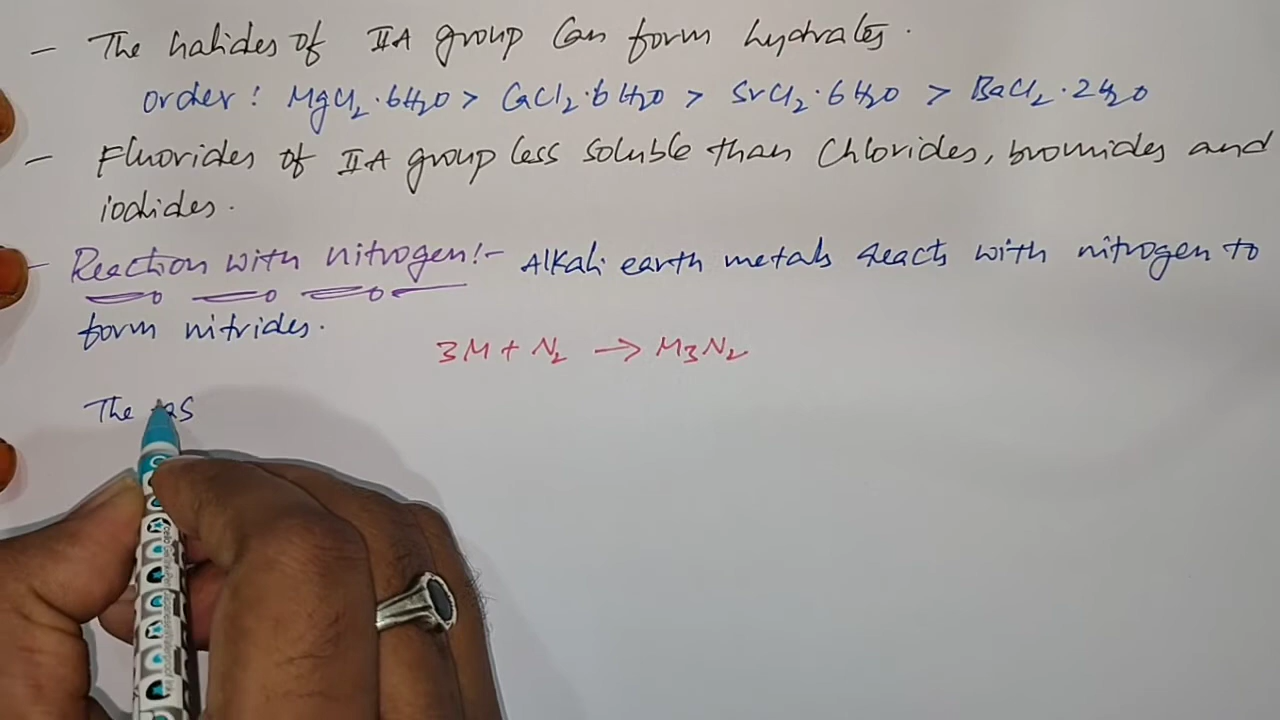 - The halides of IIA group Can form hydrates.
order! MgCl2·6H2O > CaCl2·6H2O > SrCl2·6H2O > BaCl2·2H2O
- Fluorides of IIA group less soluble than Chlorides, bromides and
iodides.
- Reaction with nitrogen!- Alkali earth metals reacts with nitrogen to
form nitrides.
3M + N2 → M3N2
The